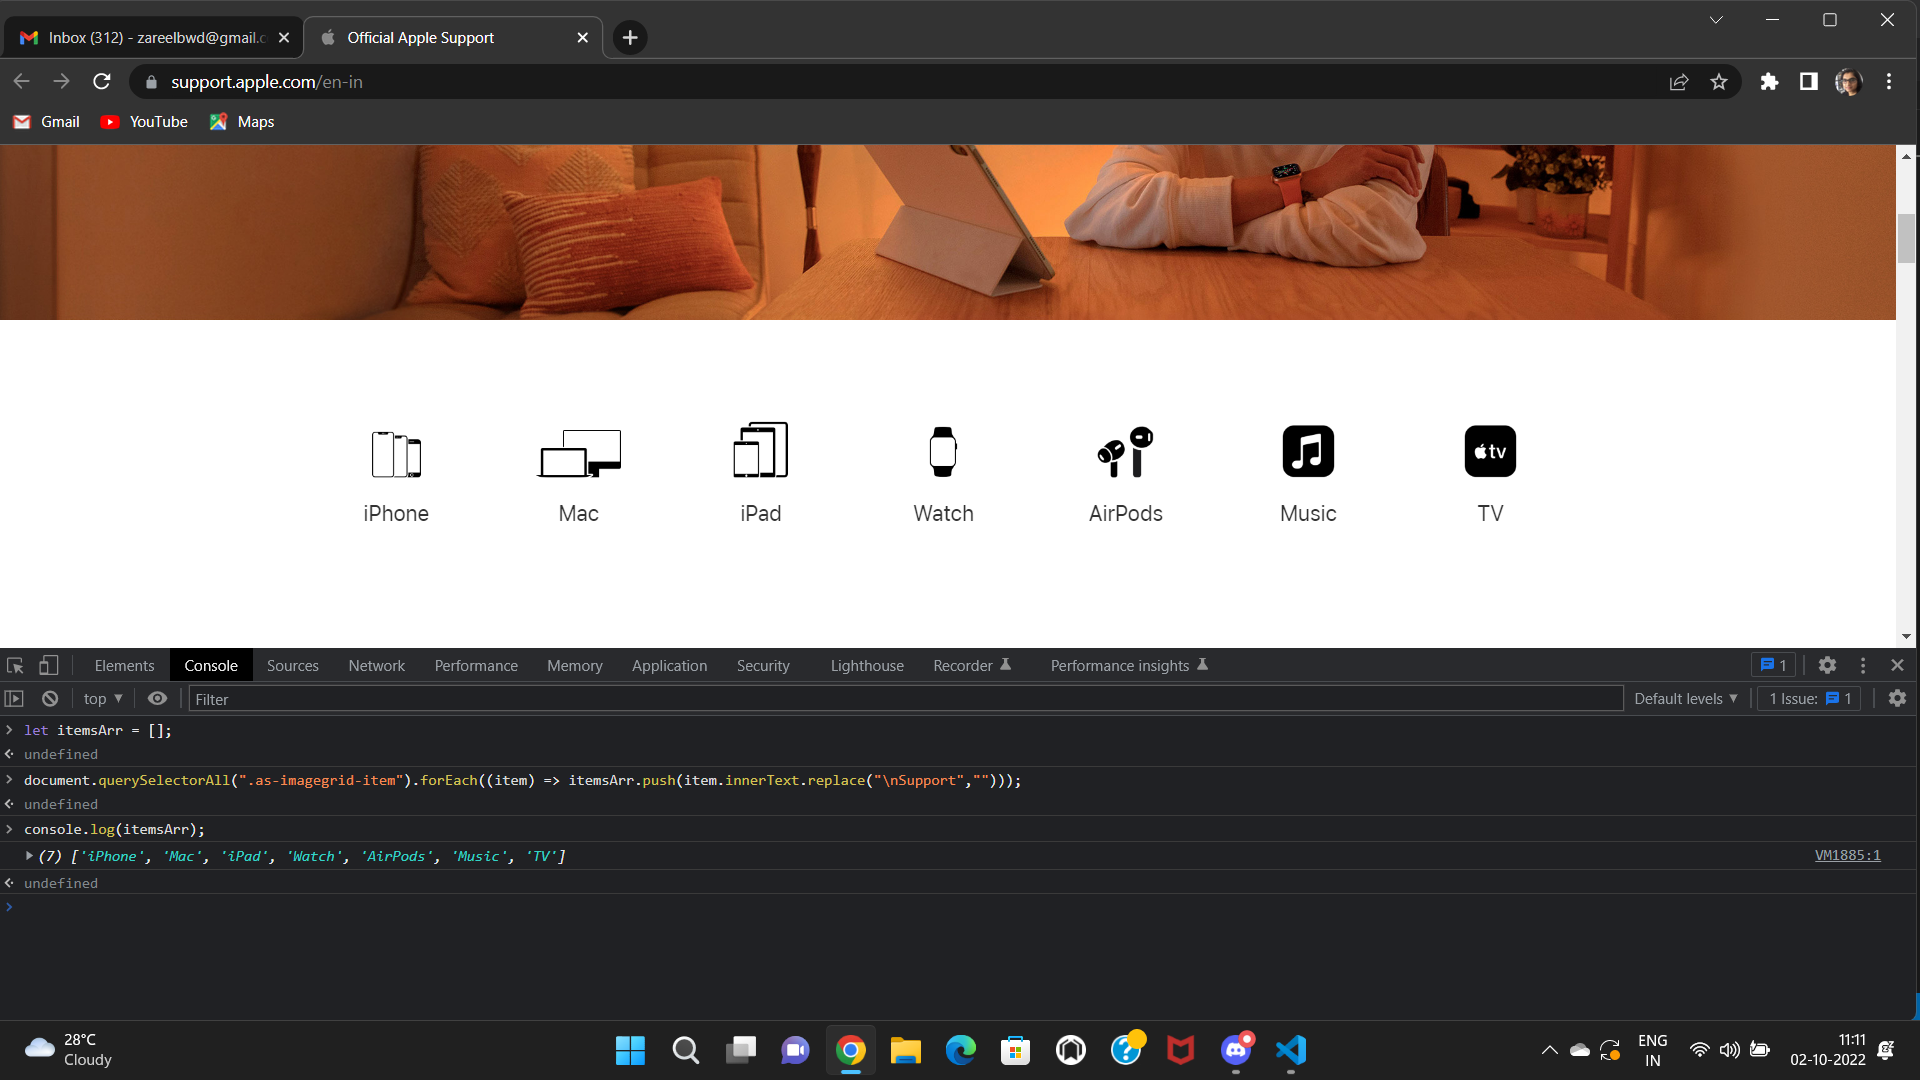 Inbox (312) - zareelbwd@gmail.c
Official Apple Support
support.apple.com/en-in
Gmail
YouTube
Maps
tv
iPhone
Mac
iPad
Watch
AirPods
Music
TV
Elements
Console
Sources
Network
Performance
Memory
Application
Security
Lighthouse
Recorder
Performance insights
1
top
Filter
Default levels
1 Issue: 1
let itemsArr = [];
undefined
document.querySelectorAll(".as-imagegrid-item").forEach((item) => itemsArr.push(item.innerText.replace("\nSupport","")));
undefined
console.log(itemsArr);
(7) ['iPhone', 'Mac', 'iPad', 'Watch', 'AirPods', 'Music', 'TV']
VM1885:1
undefined
28°C
Cloudy
ENG
IN
11:11
02-10-2022